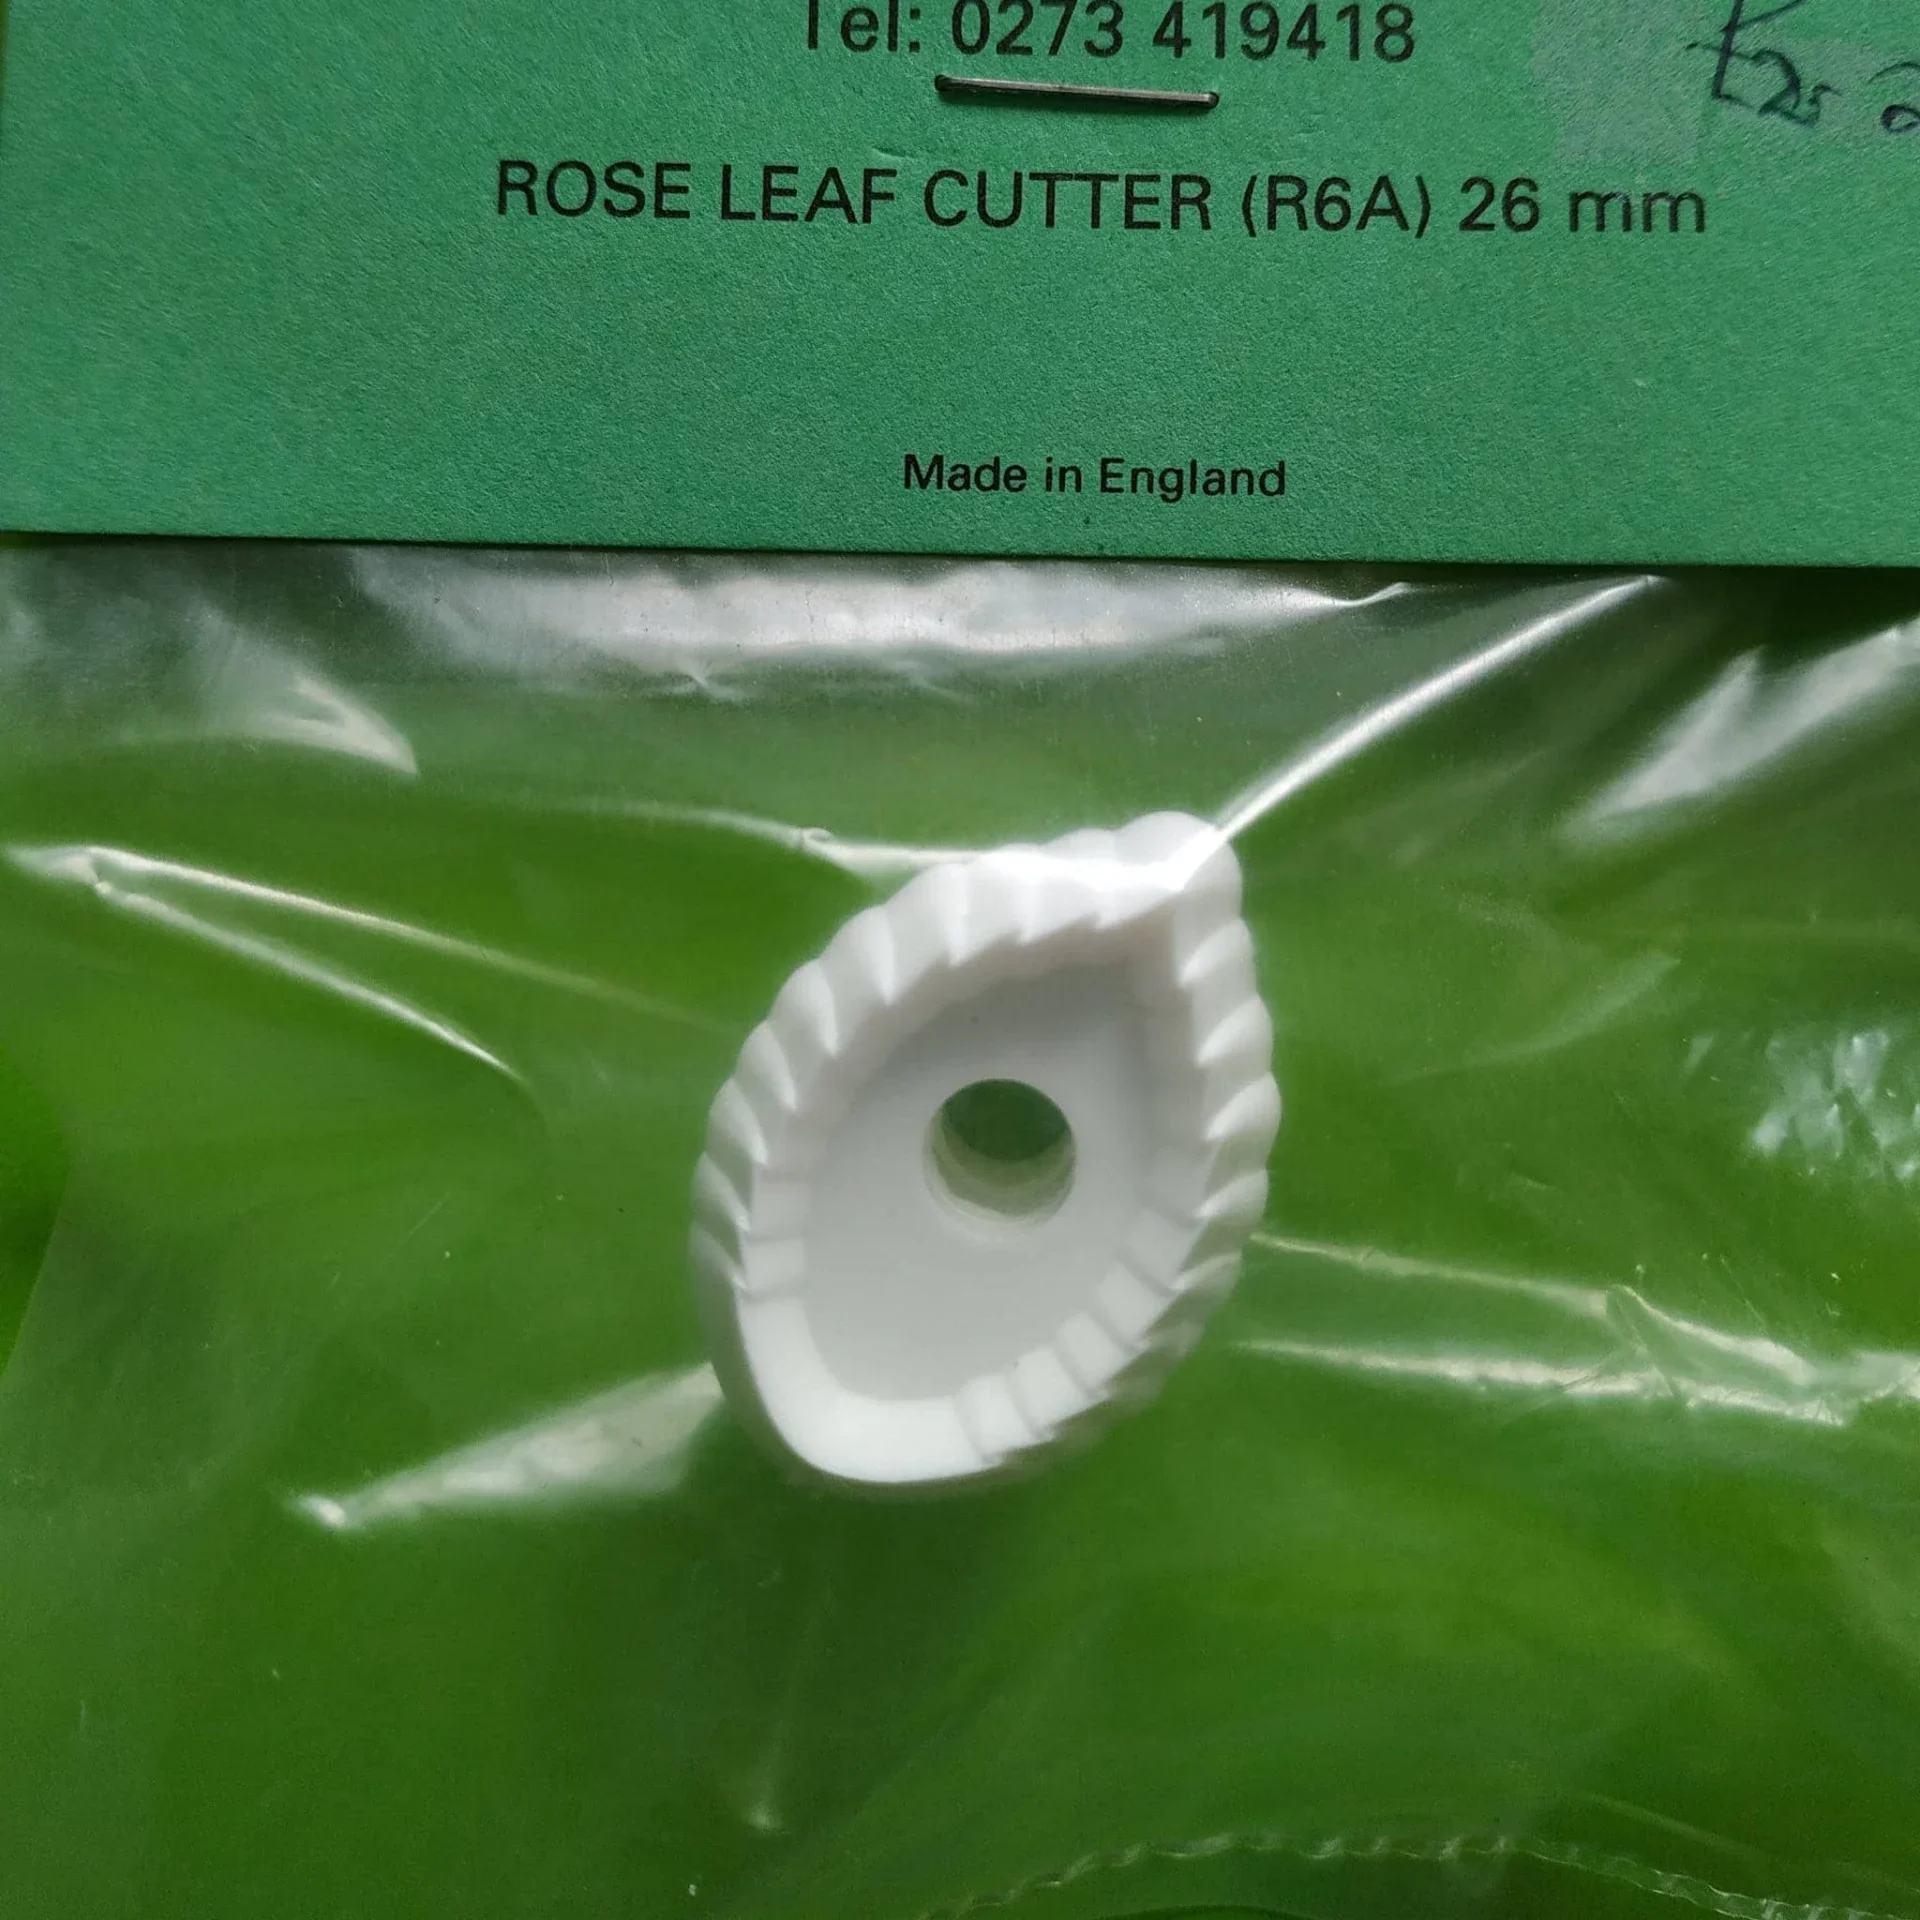 Tel: 0273 419418
ROSE LEAF CUTTER (R6A) 26 mm
Made in England